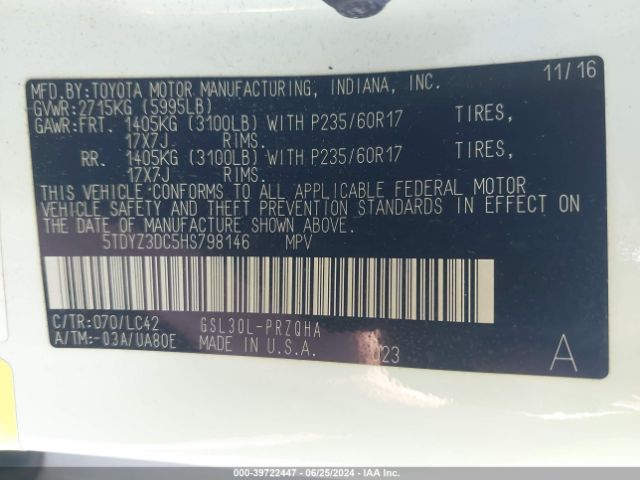 MFD.BY:TOYOTA MOTOR MANUFACTURING, INDIANA, INC. 11/16
GVWR:2715KG (5995LB)
GAWR:FRT. 1405KG (3100LB) WITH P235/60R17 TIRES,
17X7J RIMS.
RR. 1405KG (3100LB) WITH P235/60R17 TIRES,
17X7J RIMS.
THIS VEHICLE CONFORMS TO ALL APPLICABLE FEDERAL MOTOR
VEHICLE SAFETY AND THEFT PREVENTION STANDARDS IN EFFECT ON
THE DATE OF MANUFACTURE SHOWN ABOVE.
5TDYZ3DC5HS798146 MPV
C/TR:070/LC42 GSL30L-PRZQHA
A/TM:-03A/UA80E MADE IN U.S.A. 023 A
000-39722447 - 06/25/2024 - IAA Inc.